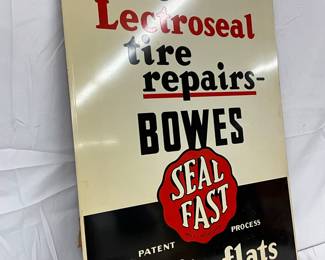 Lectroseal
tire
repairs-
BOWES
SEAL
FAST
PATENT PROCESS
flats